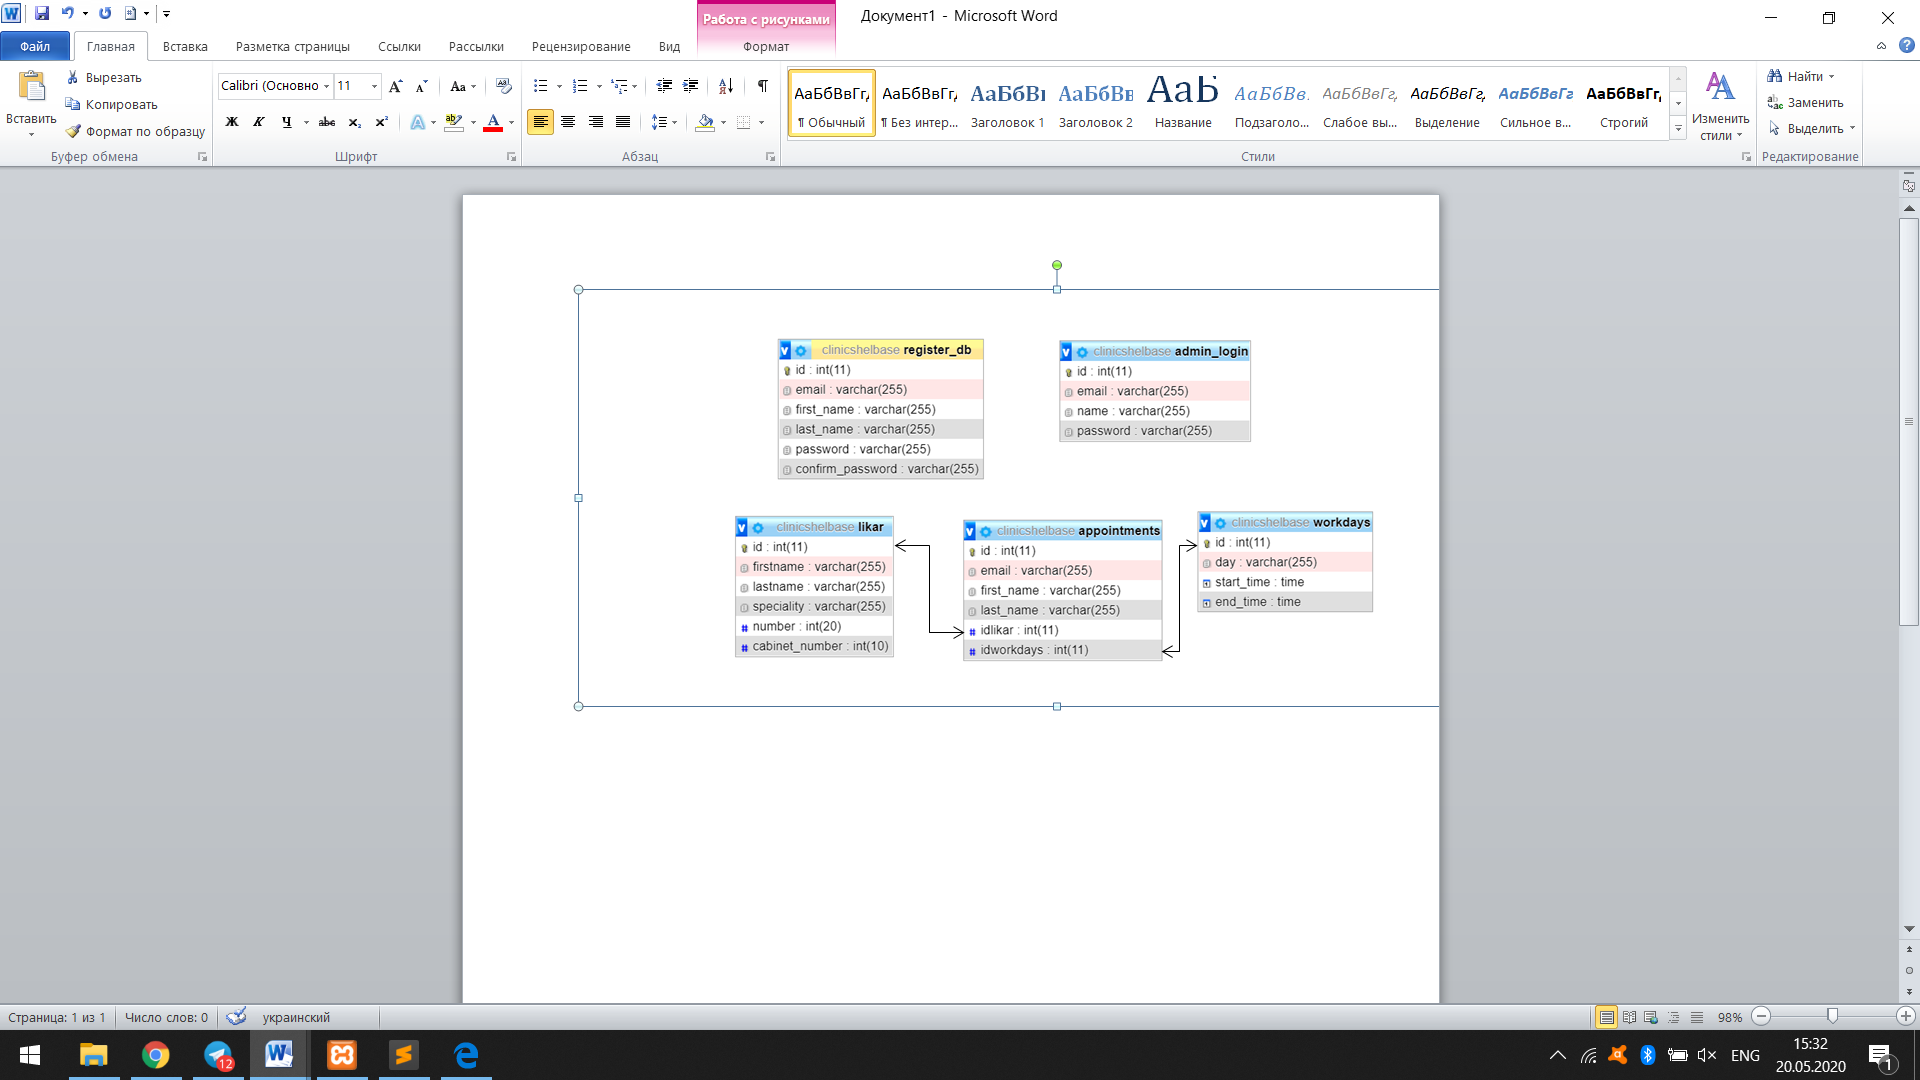 Документ1 - Microsoft Word
Работа с рисунками
Файл
Главная
Вставка
Разметка страницы
Ссылки
Рассылки
Рецензирование
Вид
Формат
Вставить
Вырезать
Копировать
Формат по образцу
Буфер обмена
Calibri (Основно
11
Aa
Ж К Ч abc x₂ x²
Шрифт
Абзац
АаБбВвГг,
¶ Обычный
АаБбВвГг,
¶ Без интер...
АаБбВı
Заголовок 1
АаБбВв
Заголовок 2
АаБ
Название
АаБбВв.
Подзаголо...
АаБбВвГг,
Слабое вы...
АаБбВвГг,
Выделение
АаБбВвГг
Сильное в...
АаБбВвГг,
Строгий
Изменить
стили
Стили
Найти
Заменить
Выделить
Редактирование
clinicshelbase register_db
id : int(11)
email : varchar(255)
first_name : varchar(255)
last_name : varchar(255)
password : varchar(255)
confirm_password : varchar(255)
clinicshelbase admin_login
id : int(11)
email : varchar(255)
name : varchar(255)
password : varchar(255)
clinicshelbase likar
id : int(11)
firstname : varchar(255)
lastname : varchar(255)
speciality : varchar(255)
number : int(20)
cabinet_number : int(10)
clinicshelbase appointments
id : int(11)
email : varchar(255)
first_name : varchar(255)
last_name : varchar(255)
idlikar : int(11)
idworkdays : int(11)
clinicshelbase workdays
id : int(11)
day : varchar(255)
start_time : time
end_time : time
Страница: 1 из 1
Число слов: 0
украинский
98%
12
ENG
15:32
20.05.2020
1